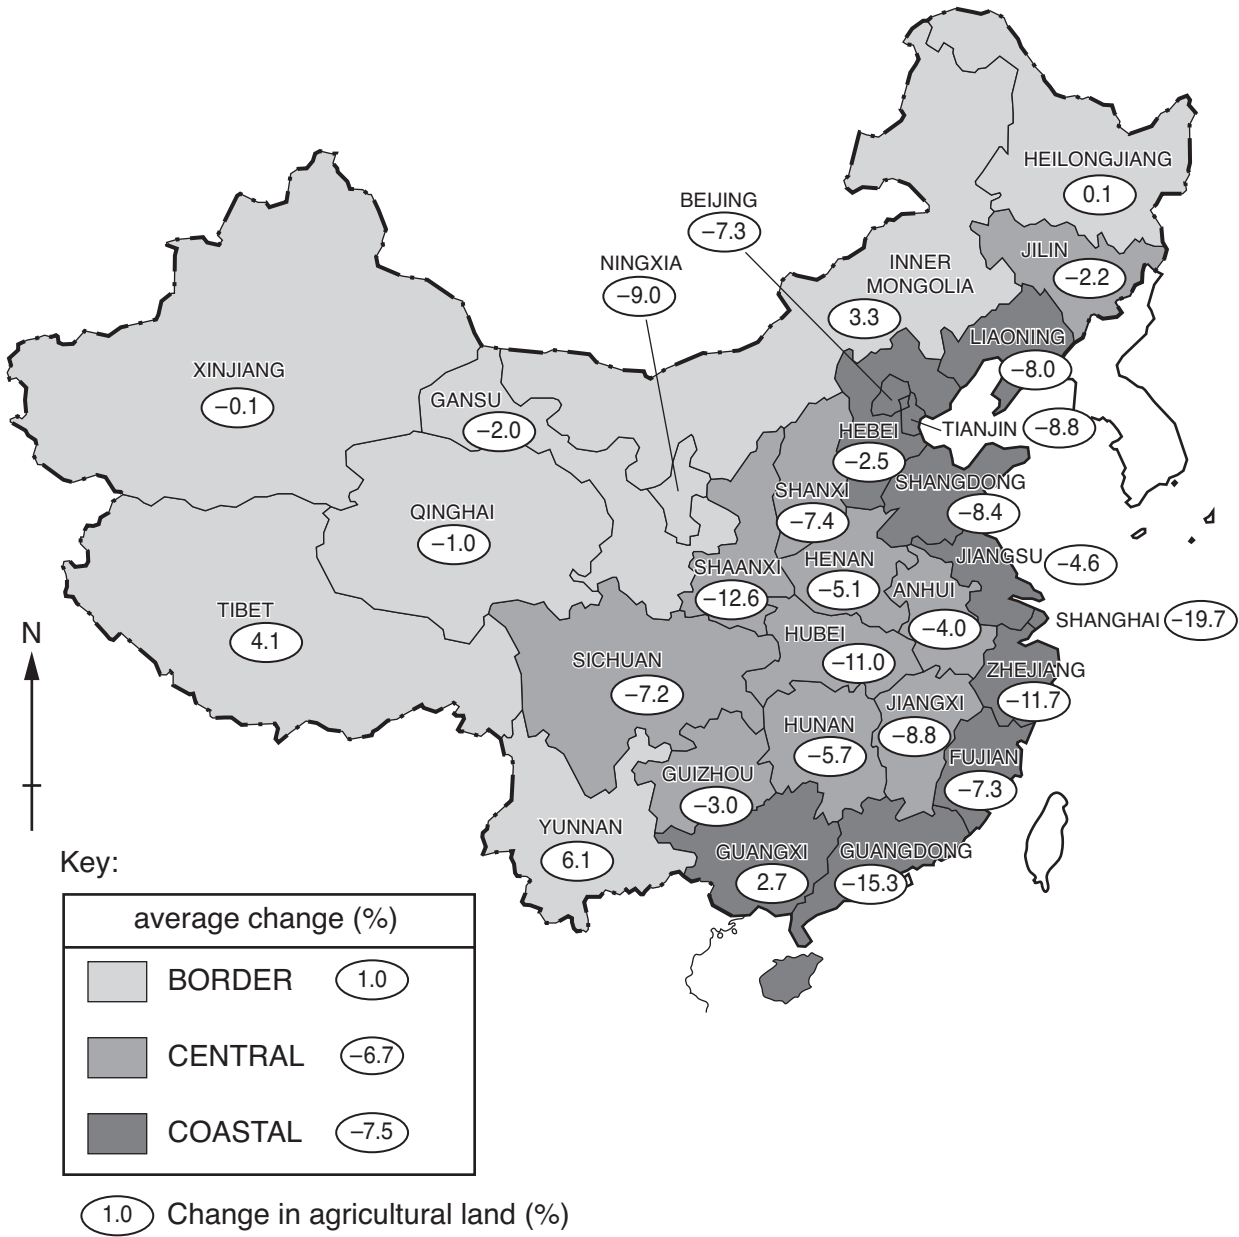 HEILONGJIANG
0.1
BEIJING
−7.3
JILIN
−2.2
NINGXIA
−9.0
INNER
MONGOLIA
3.3
LIAONING
−8.0
XINJIANG
−0.1
GANSU
−2.0
HEBEI
−2.5
TIANJIN
−8.8
SHANXI
−7.4
SHANGDONG
−8.4
QINGHAI
−1.0
SHAANXI
−12.6
HENAN
−5.1
JIANGSU
−4.6
ANHUI
−4.0
SHANGHAI
−19.7
TIBET
4.1
N
HUBEI
−11.0
SICHUAN
−7.2
ZHEJIANG
−11.7
JIANGXI
−8.8
HUNAN
−5.7
FUJIAN
−7.3
GUIZHOU
−3.0
YUNNAN
6.1
GUANGXI
2.7
GUANGDONG
−15.3
Key:
average change (%)
BORDER 1.0
CENTRAL −6.7
COASTAL −7.5
1.0 Change in agricultural land (%)